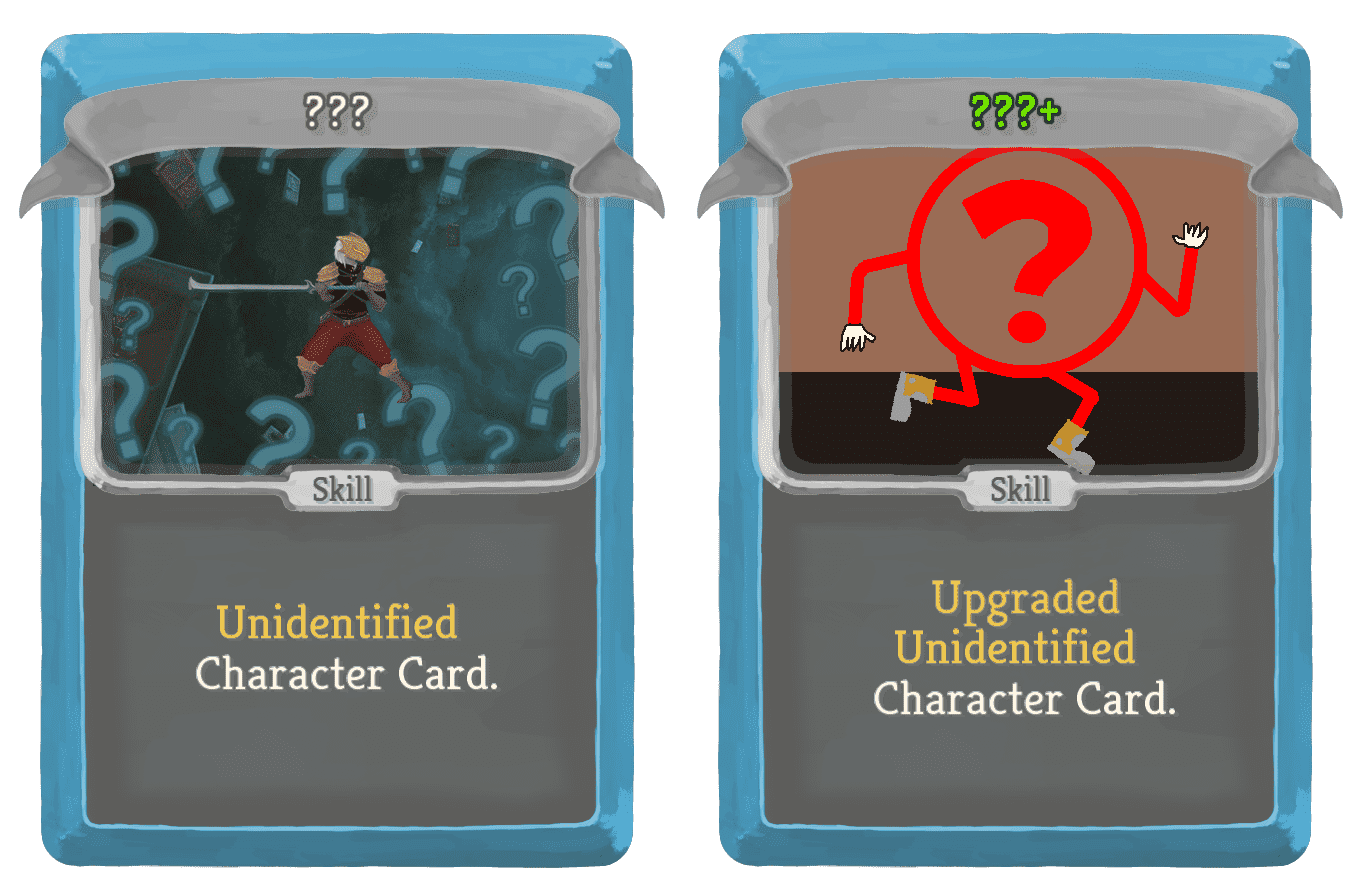 ???
Skill
Unidentified
Character Card.
???+
Skill
Upgraded
Unidentified
Character Card.